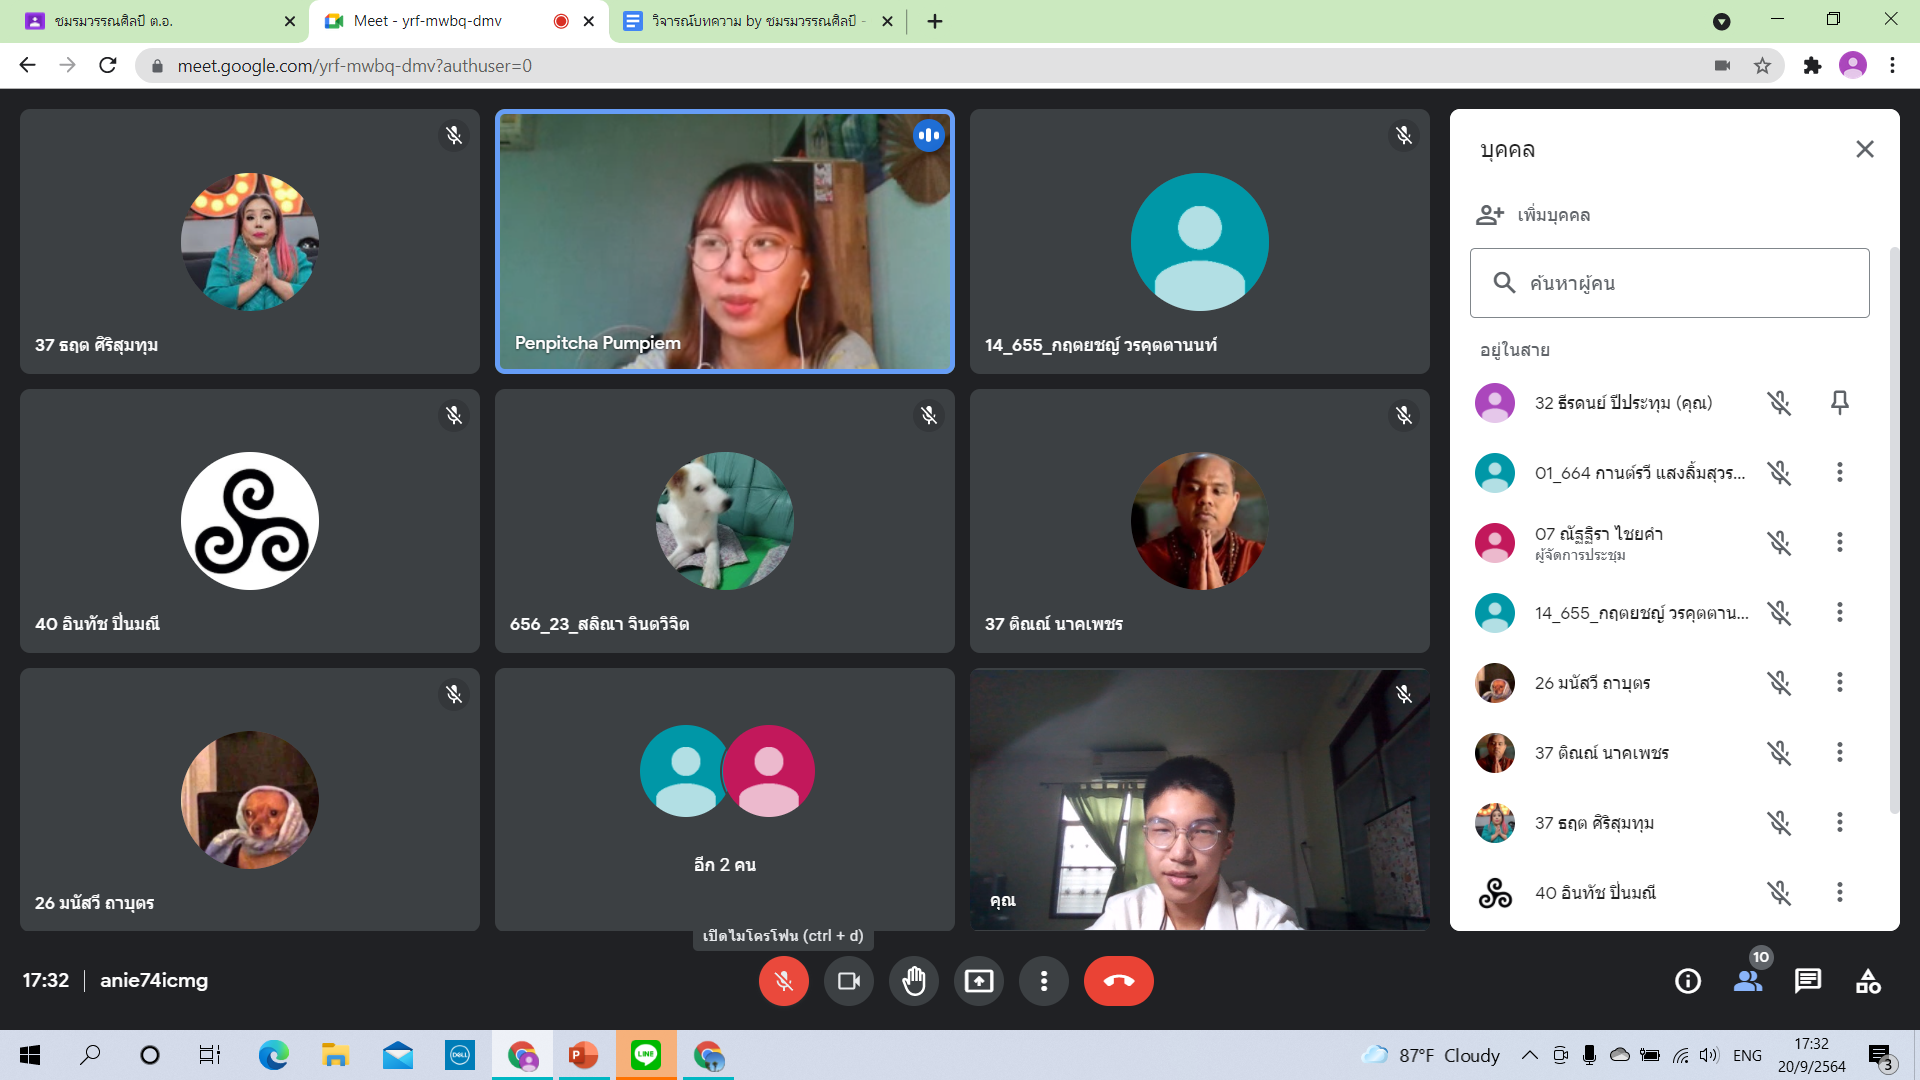 ชมรมวรรณศิลป์ ต.อ.
Meet - yrf-mwbq-dmv
วิจารณ์บทความ by ชมรมวรรณศิลป์ -
meet.google.com/yrf-mwbq-dmv?authuser=0
37 ธฤต ศิริสุมทุม
Penpitcha Pumpiem
14_655_กฤตยชญ์ วรคุตตานนท์
40 อินทัช ปิ่นมณี
656_23_สลิณา จินตวิจิต
37 ติณณ์ นาคเพชร
26 มนัสวี ถาบุตร
อีก 2 คน
คุณ
บุคคล
เพิ่มบุคคล
ค้นหาผู้คน
อยู่ในสาย
32 ธีรดนย์ ปีประทุม (คุณ)
01_664 กานต์รวี แสงลิ้มสุวร...
07 ณัฏฐิรา ไชยคำ
ผู้จัดการประชุม
14_655_กฤตยชญ์ วรคุตตาน...
26 มนัสวี ถาบุตร
37 ติณณ์ นาคเพชร
37 ธฤต ศิริสุมทุม
40 อินทัช ปิ่นมณี
เปิดไมโครโฟน (ctrl + d)
17:32
anie74icmg
10
DELL
P
LINE
87°F Cloudy
ENG
17:32
20/9/2564
3